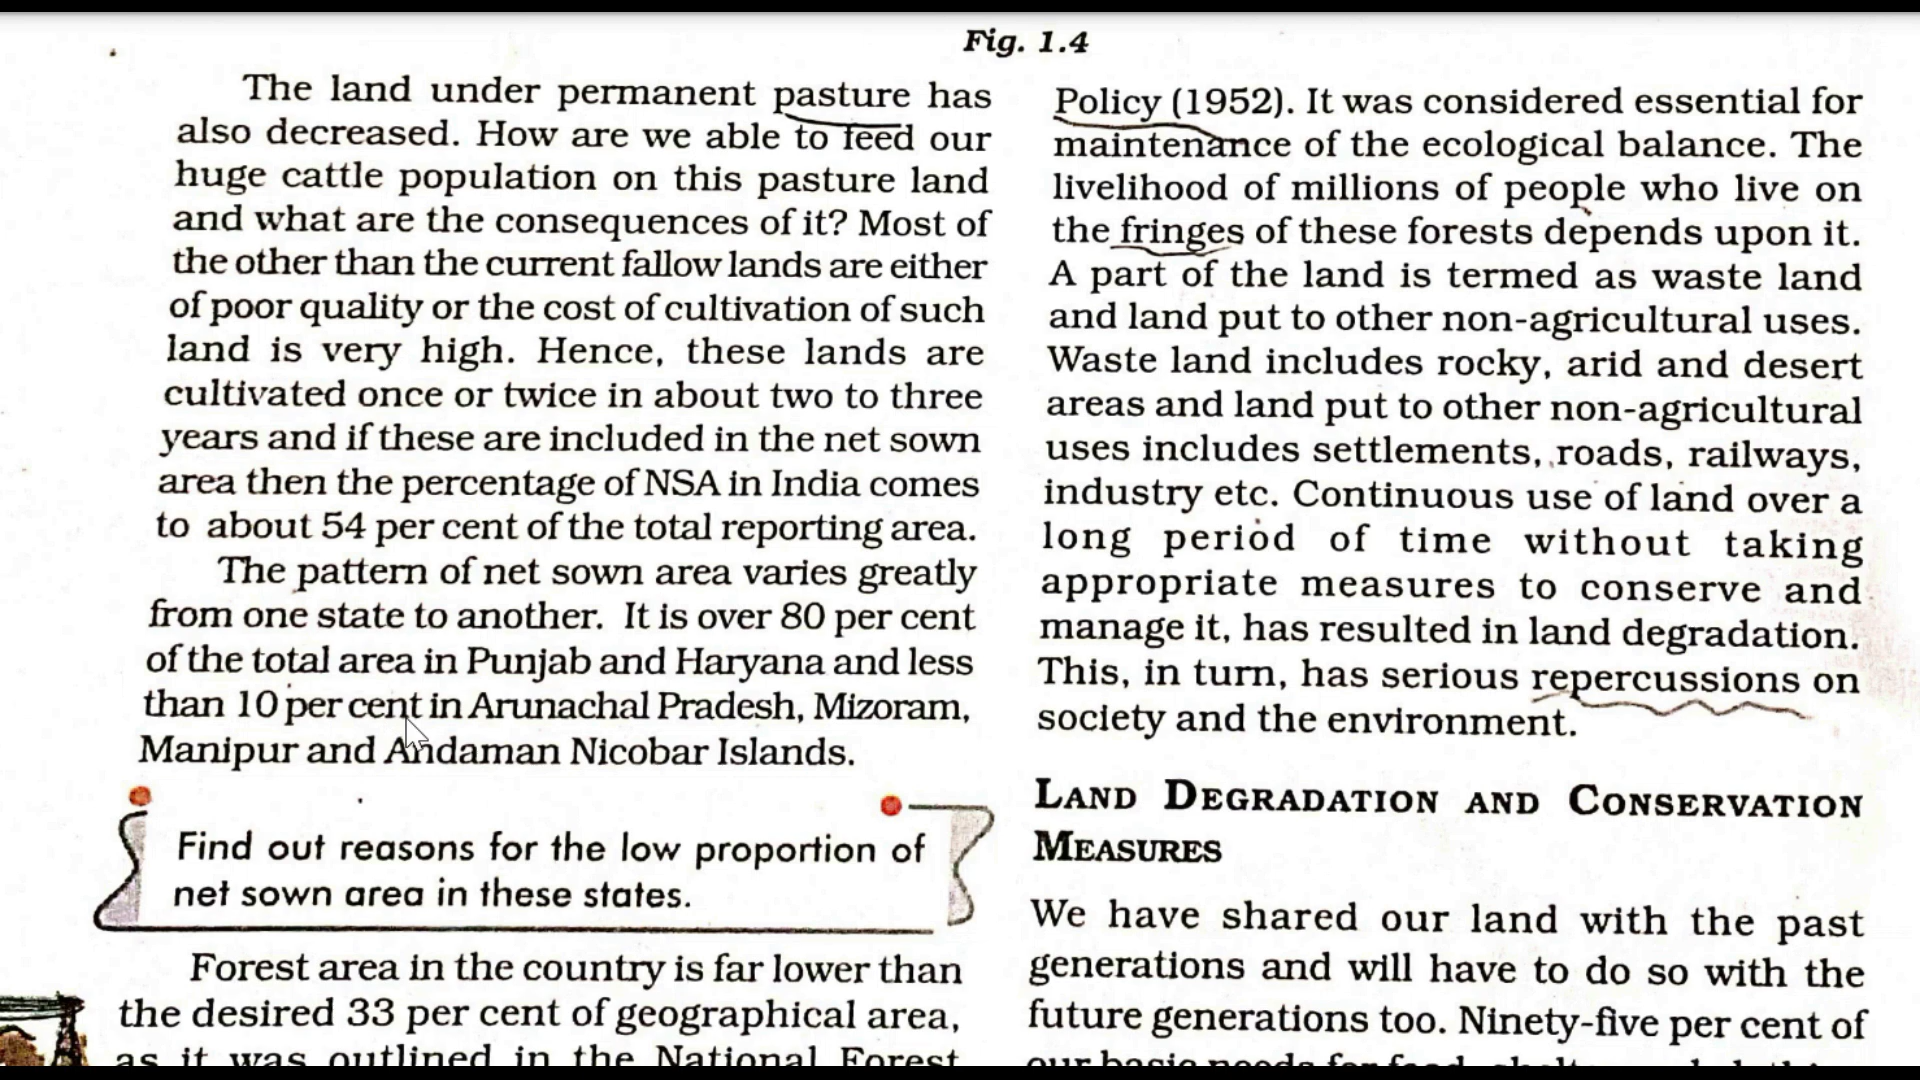 Fig. 1.4
The land under permanent pasture has
also decreased. How are we able to feed our
huge cattle population on this pasture land
and what are the consequences of it? Most of
the other than the current fallow lands are either
of poor quality or the cost of cultivation of such
land is very high. Hence, these lands are
cultivated once or twice in about two to three
years and if these are included in the net sown
area then the percentage of NSA in India comes
to about 54 per cent of the total reporting area.
The pattern of net sown area varies greatly
from one state to another. It is over 80 per cent
of the total area in Punjab and Haryana and less
than 10 per cent in Arunachal Pradesh, Mizoram,
Manipur and Andaman Nicobar Islands.
Find out reasons for the low proportion of
net sown area in these states.
Forest area in the country is far lower than
the desired 33 per cent of geographical area,
as it was outlined in the National Forest
Policy (1952). It was considered essential for
maintenance of the ecological balance. The
livelihood of millions of people who live on
the fringes of these forests depends upon it.
A part of the land is termed as waste land
and land put to other non-agricultural uses.
Waste land includes rocky, arid and desert
areas and land put to other non-agricultural
uses includes settlements, roads, railways,
industry etc. Continuous use of land over a
long period of time without taking
appropriate measures to conserve and
manage it, has resulted in land degradation.
This, in turn, has serious repercussions on
society and the environment.
LAND DEGRADATION AND CONSERVATION
MEASURES
We have shared our land with the past
generations and will have to do so with the
future generations too. Ninety-five per cent of
our basic needs for food,